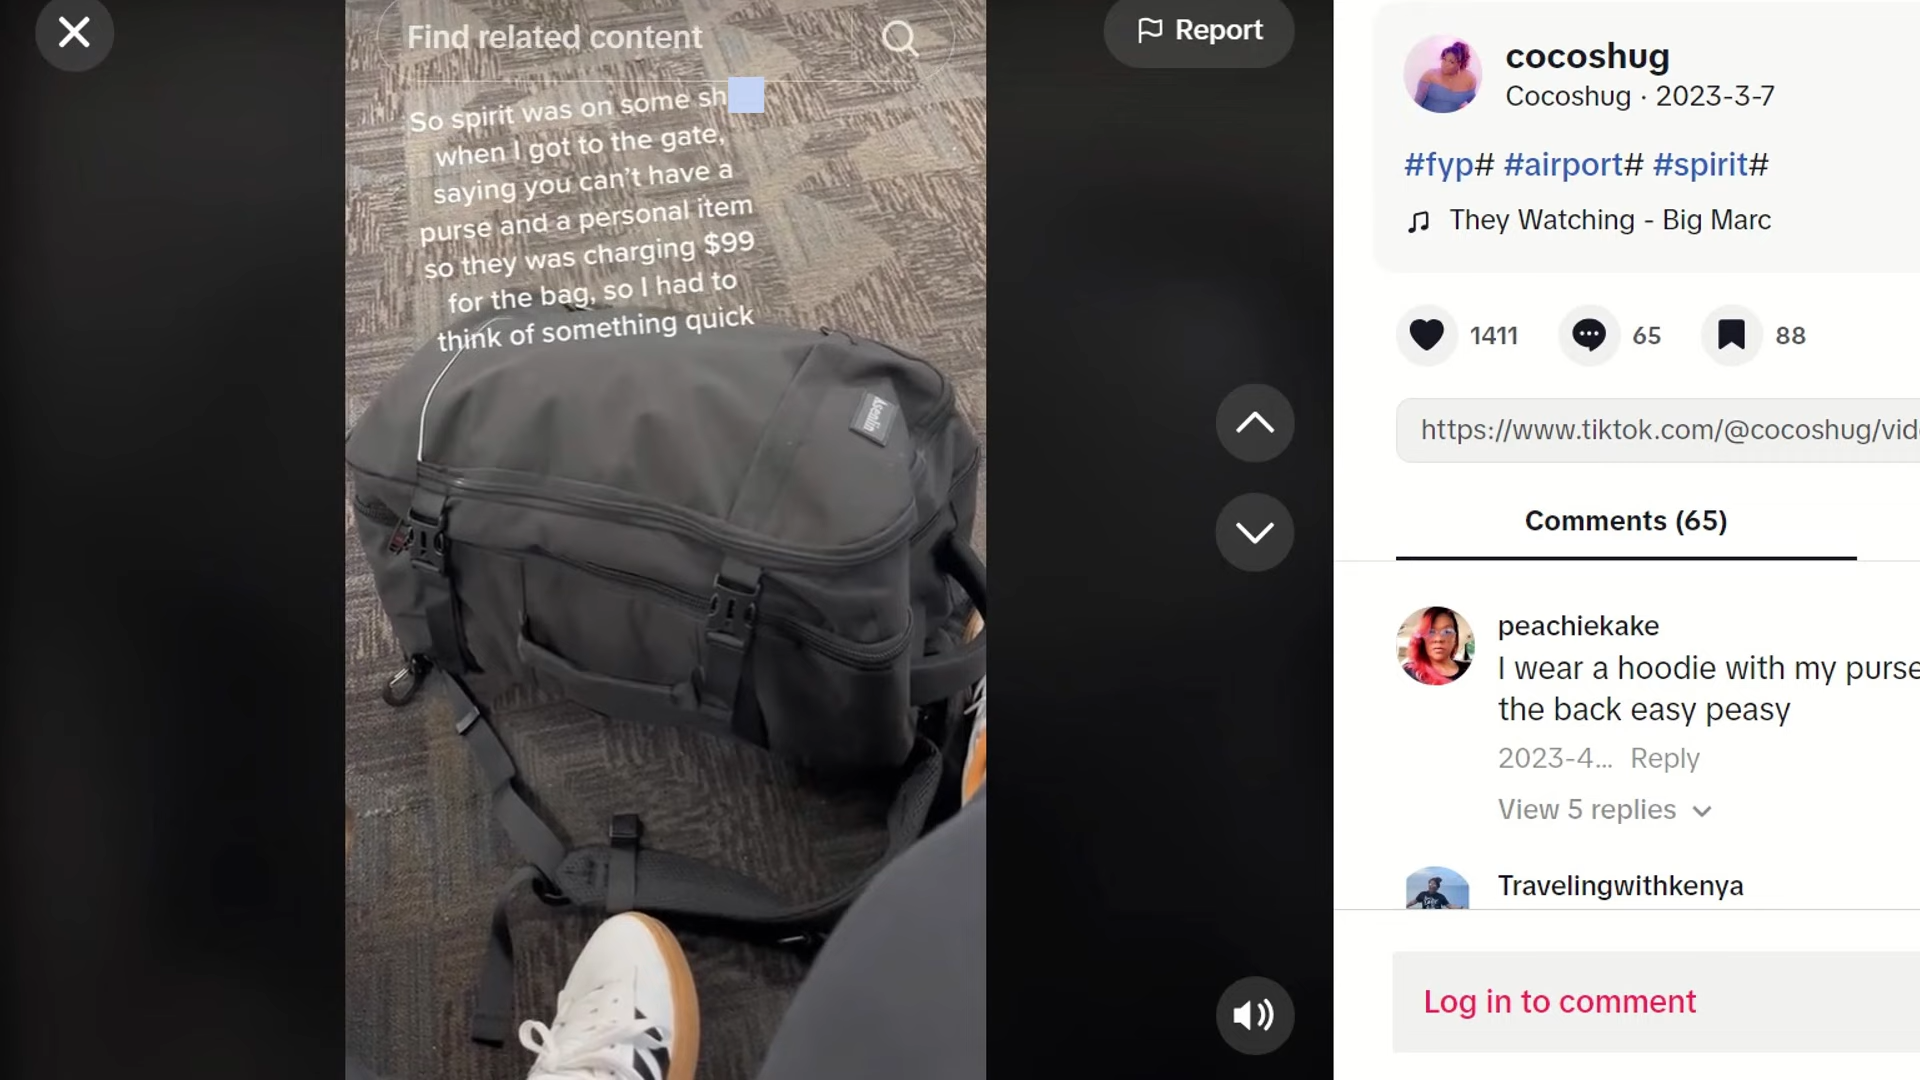 Find related content
Report
So spirit was on some sh
when I got to the gate,
saying you can't have a
purse and a personal item
so they was charging $99
for the bag, so I had to
think of something quick
cocoshug
Cocoshug · 2023-3-7
#fyp# #airport# #spirit#
They Watching - Big Marc
1411
65
88
https://www.tiktok.com/@cocoshug/vid
Comments (65)
peachiekake
I wear a hoodie with my purse
the back easy peasy
2023-4... Reply
View 5 replies
Travelingwithkenya
Log in to comment